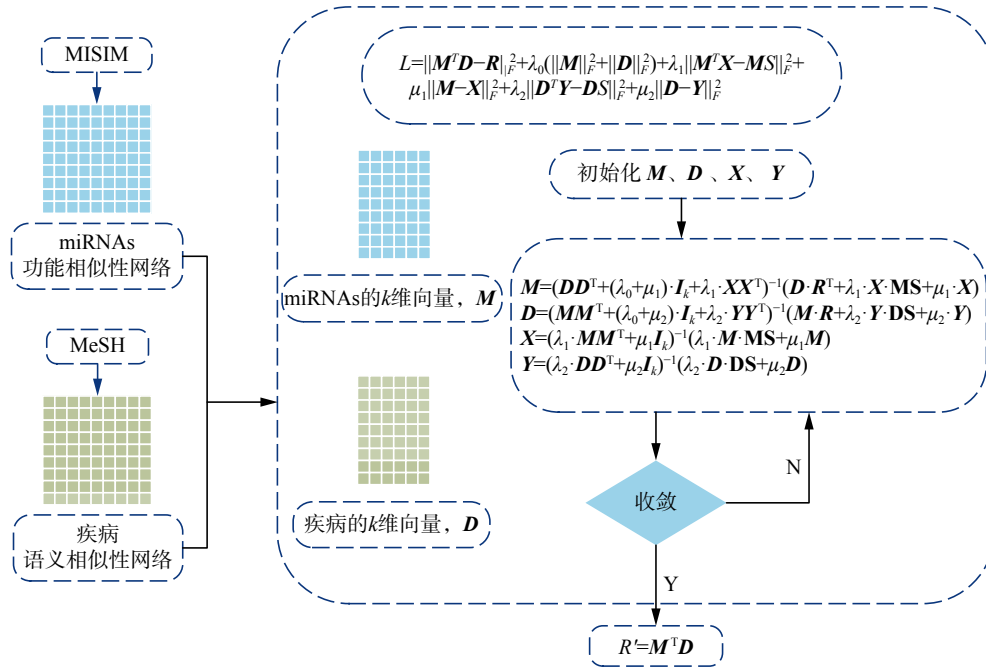 MISIM
miRNAs
功能相似性网络
MeSH
疾病
语义相似性网络
L=||M^T D−R||_F^2+λ_0(||M||_F^2+||D||_F^2)+λ_1||M^T X−MS||_F^2+
μ_1||M−X||_F^2+λ_2||D^T Y−DS||_F^2+μ_2||D−Y||_F^2
miRNAs的k维向量，M
疾病的k维向量，D
初始化 M、D 、X、 Y
M=(DD^T+(λ_0+μ_1)·I_k+λ_1·XX^T)^−1(D·R^T+λ_1·X·MS+μ_1·X)
D=(MM^T+(λ_0+μ_2)·I_k+λ_2·YY^T)^−1(M·R+λ_2·Y·DS+μ_2·Y)
X=(λ_1·MM^T+μ_1I_k)^−1(λ_1·M·MS+μ_1M)
Y=(λ_2·DD^T+μ_2I_k)^−1(λ_2·D·DS+μ_2D)
N
收敛
Y
R'=M^T D